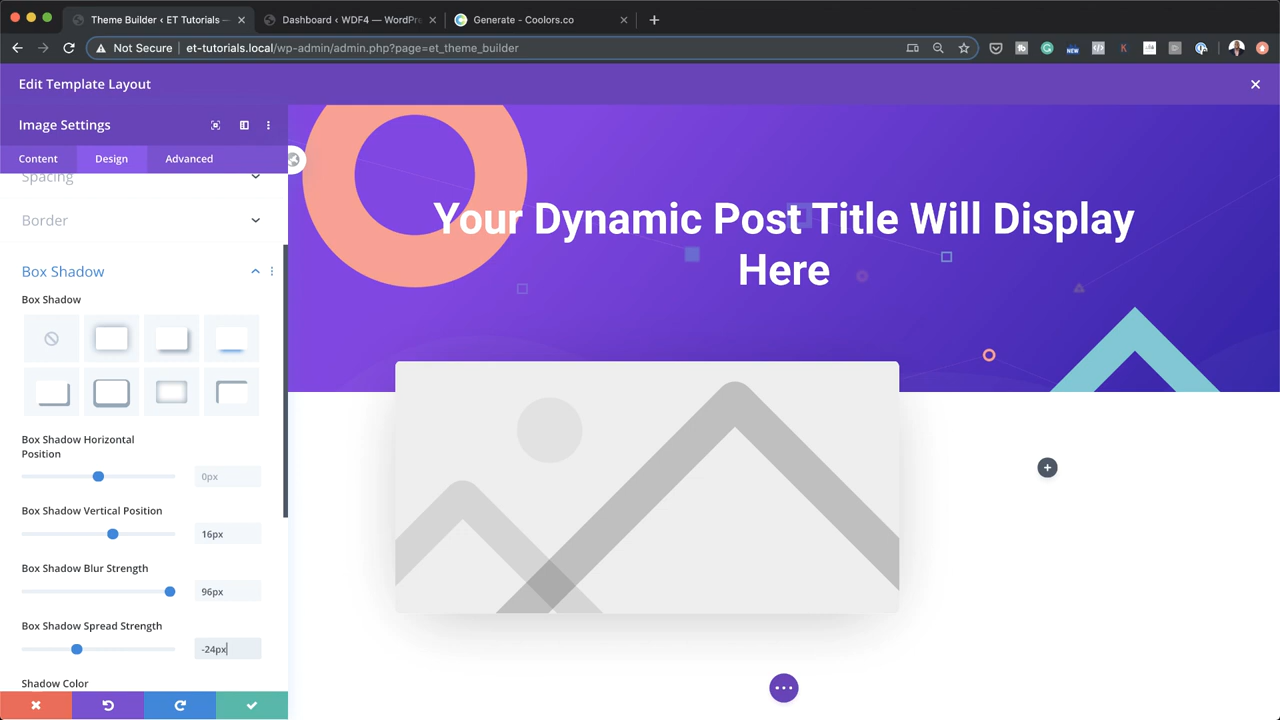 Theme Builder ‹ ET Tutorials —
Dashboard ‹ WDF4 — WordPre
Generate - Coolors.co
Not Secure
et-tutorials.local/wp-admin/admin.php?page=et_theme_builder
Edit Template Layout
Image Settings
Content
Design
Advanced
Spacing
Border
Box Shadow
Box Shadow
Box Shadow Horizontal
Position
0px
Box Shadow Vertical Position
16px
Box Shadow Blur Strength
96px
Box Shadow Spread Strength
-24px
Shadow Color
Your Dynamic Post Title Will Display
Here